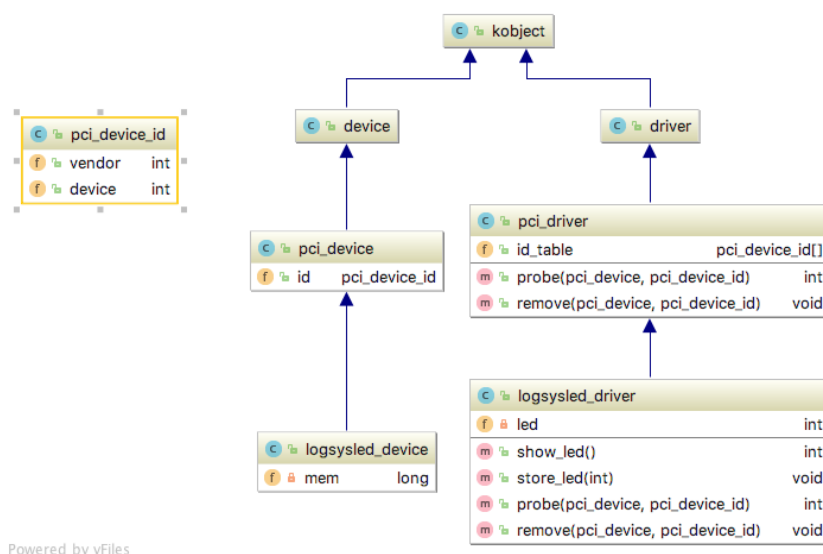 kobject
device
driver
pci_device_id
vendor int
device int
pci_device
id pci_device_id
pci_driver
id_table pci_device_id[]
probe(pci_device, pci_device_id) int
remove(pci_device, pci_device_id) void
logsysled_device
mem long
logsysled_driver
led int
show_led() int
store_led(int) void
probe(pci_device, pci_device_id) int
remove(pci_device, pci_device_id) void
Powered by yFiles